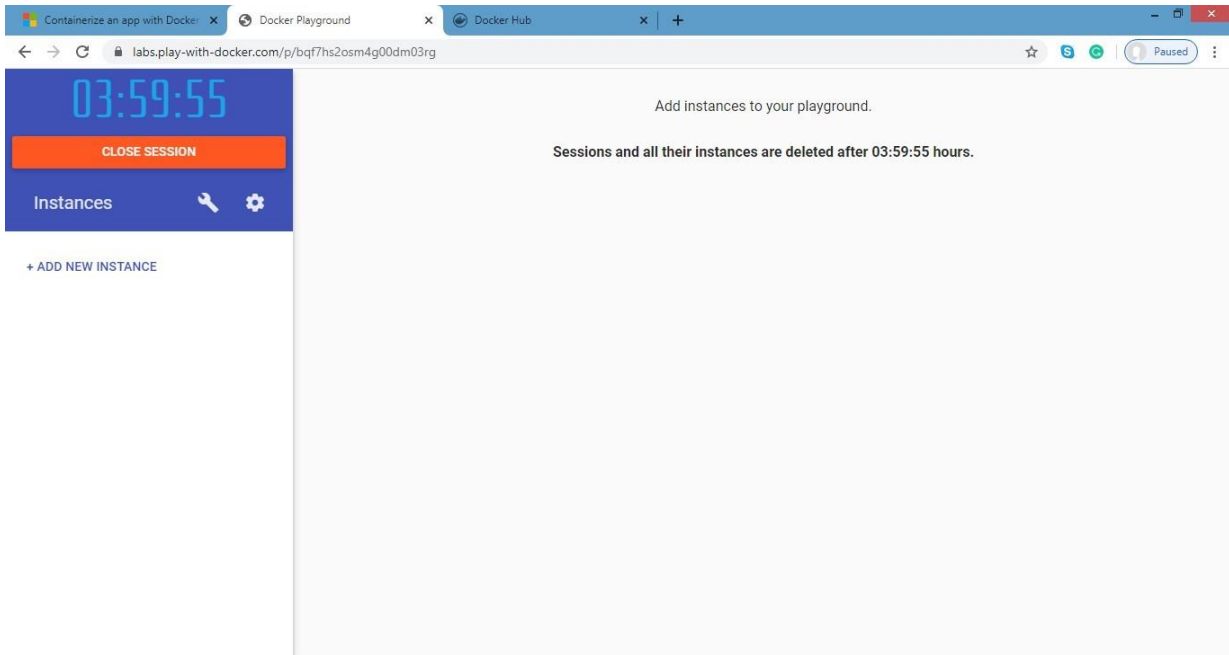 Containerize an app with Docker
Docker Playground
Docker Hub
labs.play-with-docker.com/p/bqf7hs2osm4g00dm03rg
Paused
03:59:55
CLOSE SESSION
Instances
+ ADD NEW INSTANCE
Add instances to your playground.
Sessions and all their instances are deleted after 03:59:55 hours.